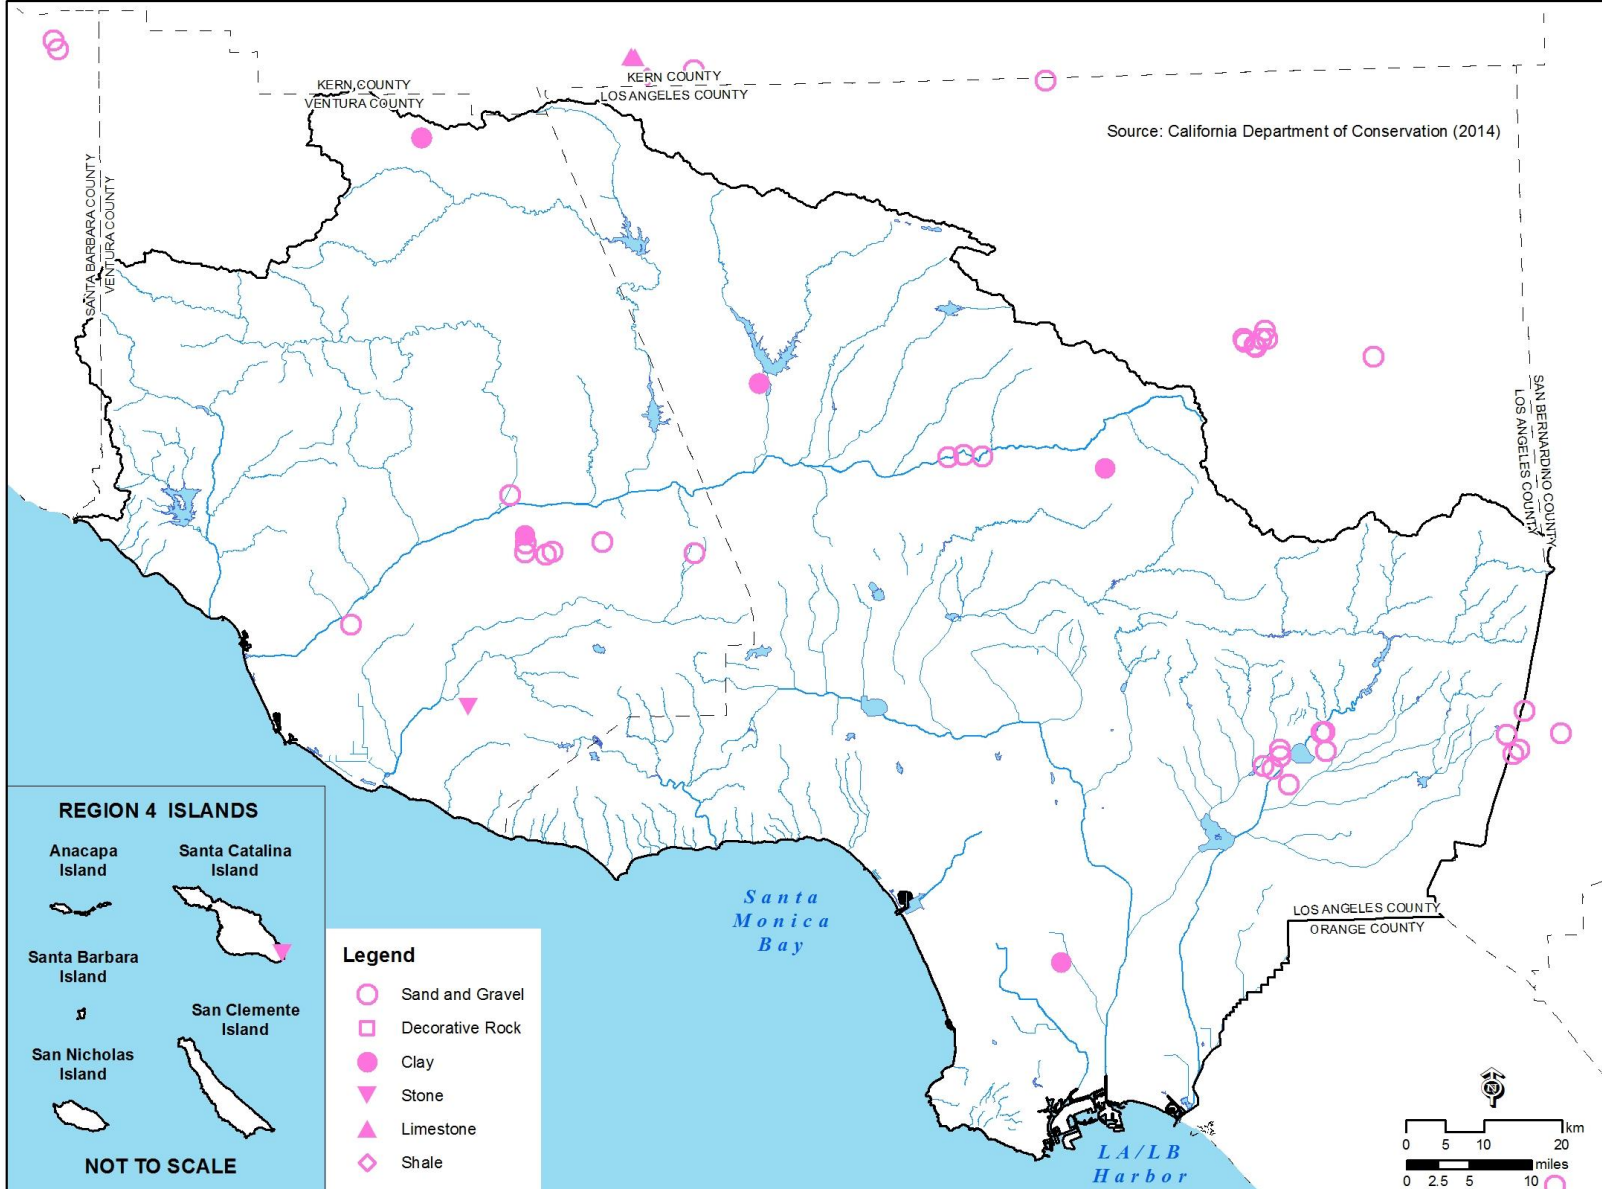 KERN COUNTY
VENTURA COUNTY
KERN COUNTY
LOS ANGELES COUNTY
Source: California Department of Conservation (2014)
SANTA BARBARA COUNTY
VENTURA COUNTY
SAN BERNARDINO COUNTY
LOS ANGELES COUNTY
LOS ANGELES COUNTY
ORANGE COUNTY
Santa
Monica
Bay
LA/LB
Harbor
REGION 4 ISLANDS
Anacapa
Island
Santa Catalina
Island
Santa Barbara
Island
San Clemente
Island
San Nicholas
Island
NOT TO SCALE
Legend
Sand and Gravel
Decorative Rock
Clay
Stone
Limestone
Shale
N
km
0 5 10 20
miles
0 2.5 5 10